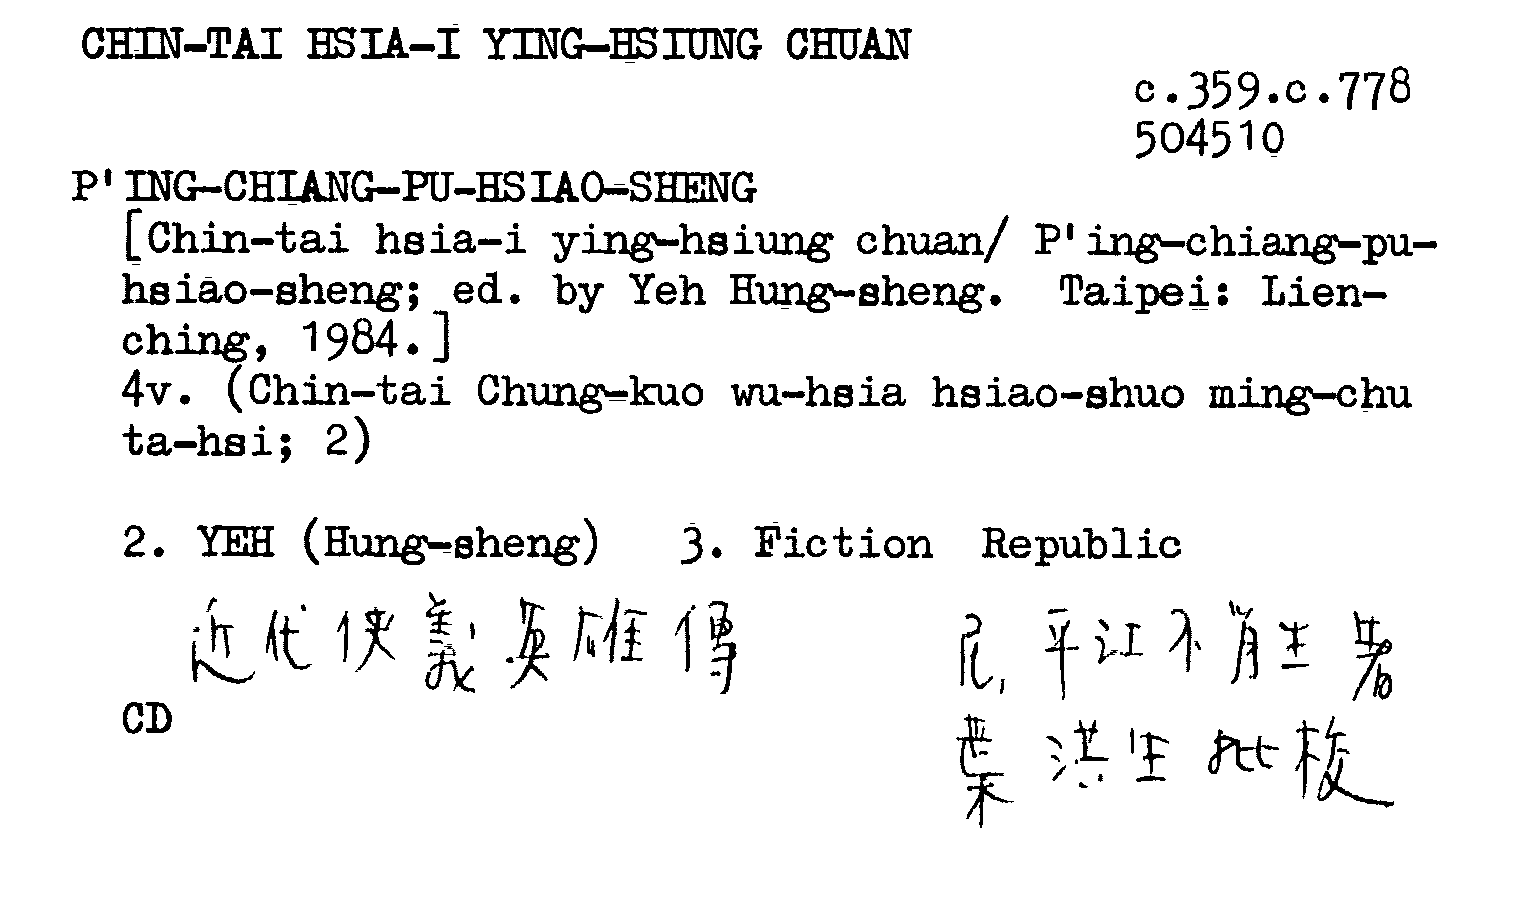 CHIN-TAI HSIA-I YING-HSIUNG CHUAN
c.359.c.778
504510
P'ING-CHIANG-PU-HSIAO-SHENG
[Chin-tai hsia-i ying-hsiung chuan/ P'ing-chiang-pu-
hsiao-sheng; ed. by Yeh Hung-sheng. Taipei: Lien-
ching, 1984.]
4v. (Chin-tai Chung-kuo wu-hsia hsiao-shuo ming-chu
ta-hsi; 2)
2. YEH (Hung-sheng) 3. Fiction Republic
近代俠義英雄傳
民, 平江不肖生著
葉洪生批校
CD